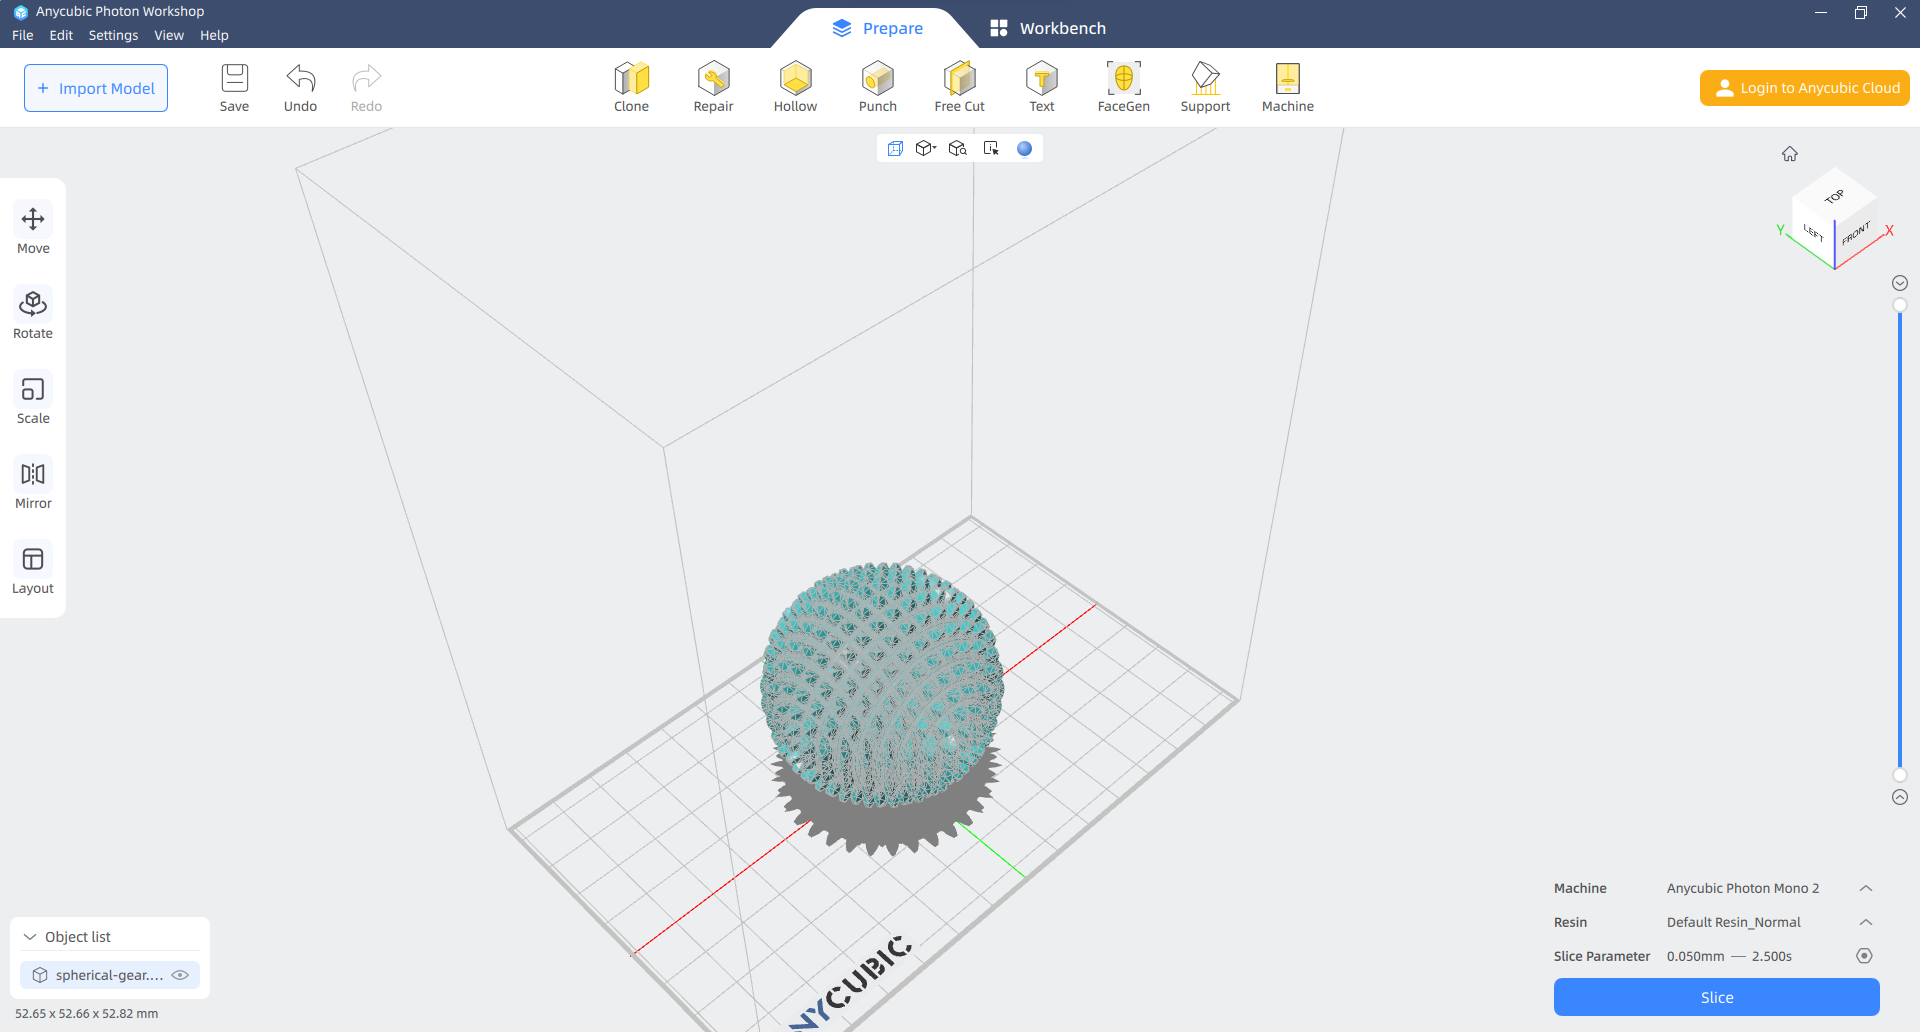 Anycubic Photon Workshop
File Edit Settings View Help
Prepare
Workbench
+ Import Model
Save
Undo
Redo
Clone
Repair
Hollow
Punch
Free Cut
Text
FaceGen
Support
Machine
Login to Anycubic Cloud
Move
Rotate
Scale
Mirror
Layout
TOP
LEFT
FRONT
Y
X
Object list
spherical-gear....
52.65 x 52.66 x 52.82 mm
NYCUBIC
Machine Anycubic Photon Mono 2
Resin Default Resin_Normal
Slice Parameter 0.050mm — 2.500s
Slice